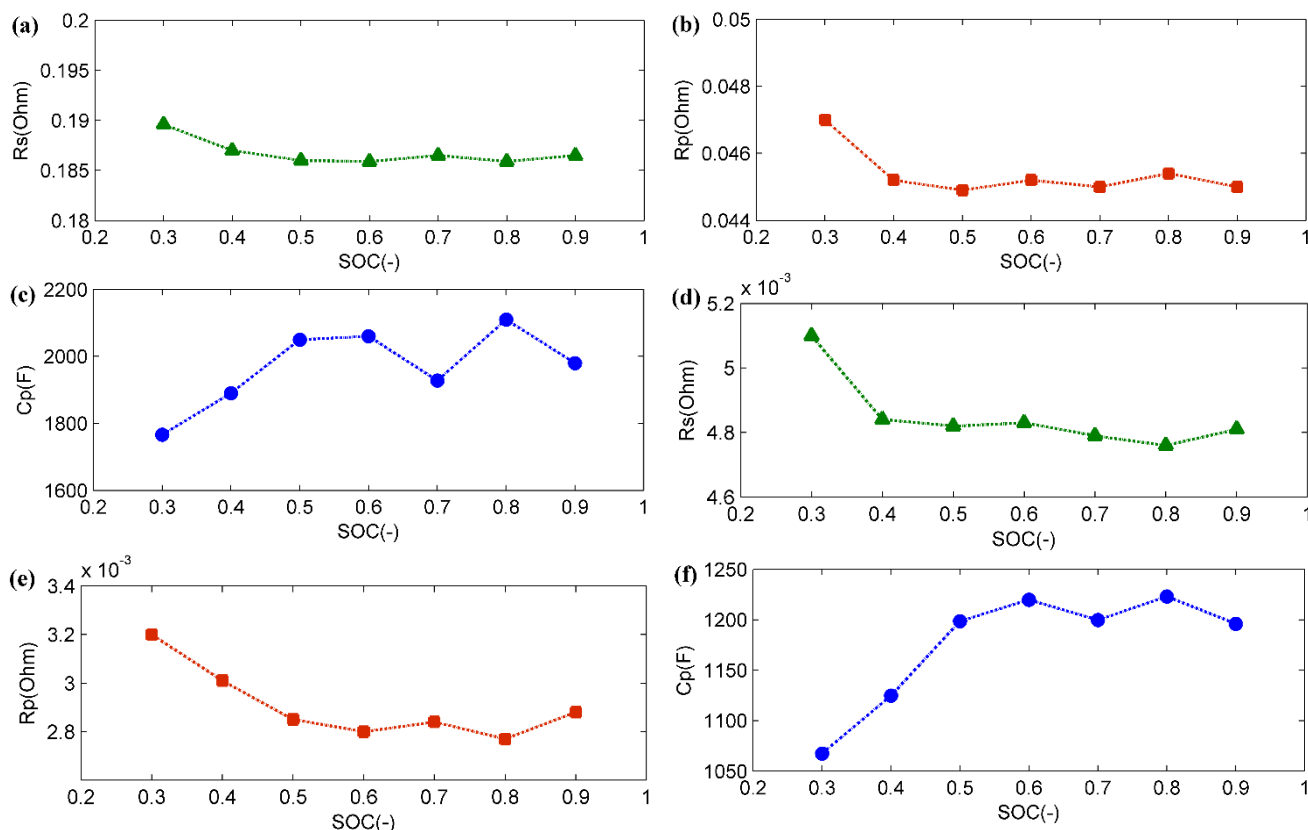 (a)
0.2
0.195
0.19
0.185
0.18
Rs(Ohm)
0.2 0.3 0.4 0.5 0.6 0.7 0.8 0.9 1
SOC(-)
(b)
0.05
0.048
0.046
0.044
Rp(Ohm)
0.2 0.3 0.4 0.5 0.6 0.7 0.8 0.9 1
SOC(-)
(c)
2200
2000
1800
1600
Cp(F)
0.2 0.3 0.4 0.5 0.6 0.7 0.8 0.9 1
SOC(-)
(d)
x 10⁻³
5.2
5
4.8
4.6
Rs(Ohm)
0.2 0.3 0.4 0.5 0.6 0.7 0.8 0.9 1
SOC(-)
(e)
x 10⁻³
3.4
3.2
3
2.8
Rp(Ohm)
0.2 0.3 0.4 0.5 0.6 0.7 0.8 0.9 1
SOC(-)
(f)
1250
1200
1150
1100
1050
Cp(F)
0.2 0.3 0.4 0.5 0.6 0.7 0.8 0.9 1
SOC(-)